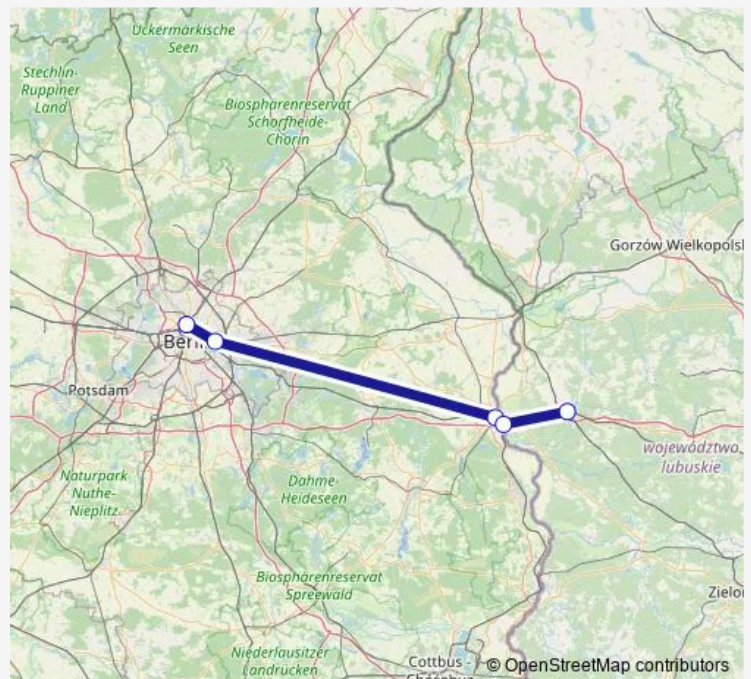 Uckermärkische
Seen
Stechlin-
Ruppiner
Land
Biosphärenreservat
Schorfheide-
Chorin
Gorzów Wielkopolsk
Potsdam
województwo
lubuskie
Naturpark
Nuthe-
Nieplitz
Dahme-
Heideseen
Biosphärenreservat
Spreewald
Niederlausitzer
Landrücken
Cottbus -
© OpenStreetMap contributors